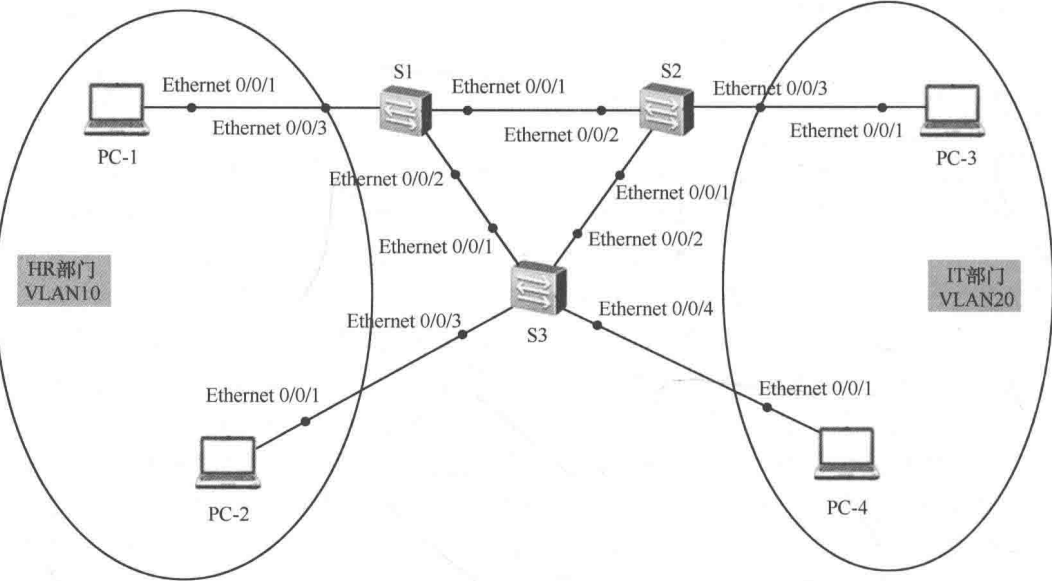 S1
S2
Ethernet 0/0/1
Ethernet 0/0/1
Ethernet 0/0/3
Ethernet 0/0/3
Ethernet 0/0/2
Ethernet 0/0/1
PC-1
PC-3
Ethernet 0/0/2
Ethernet 0/0/1
Ethernet 0/0/1
Ethernet 0/0/2
HR部门
VLAN10
IT部门
VLAN20
Ethernet 0/0/3
S3
Ethernet 0/0/4
Ethernet 0/0/1
Ethernet 0/0/1
PC-2
PC-4